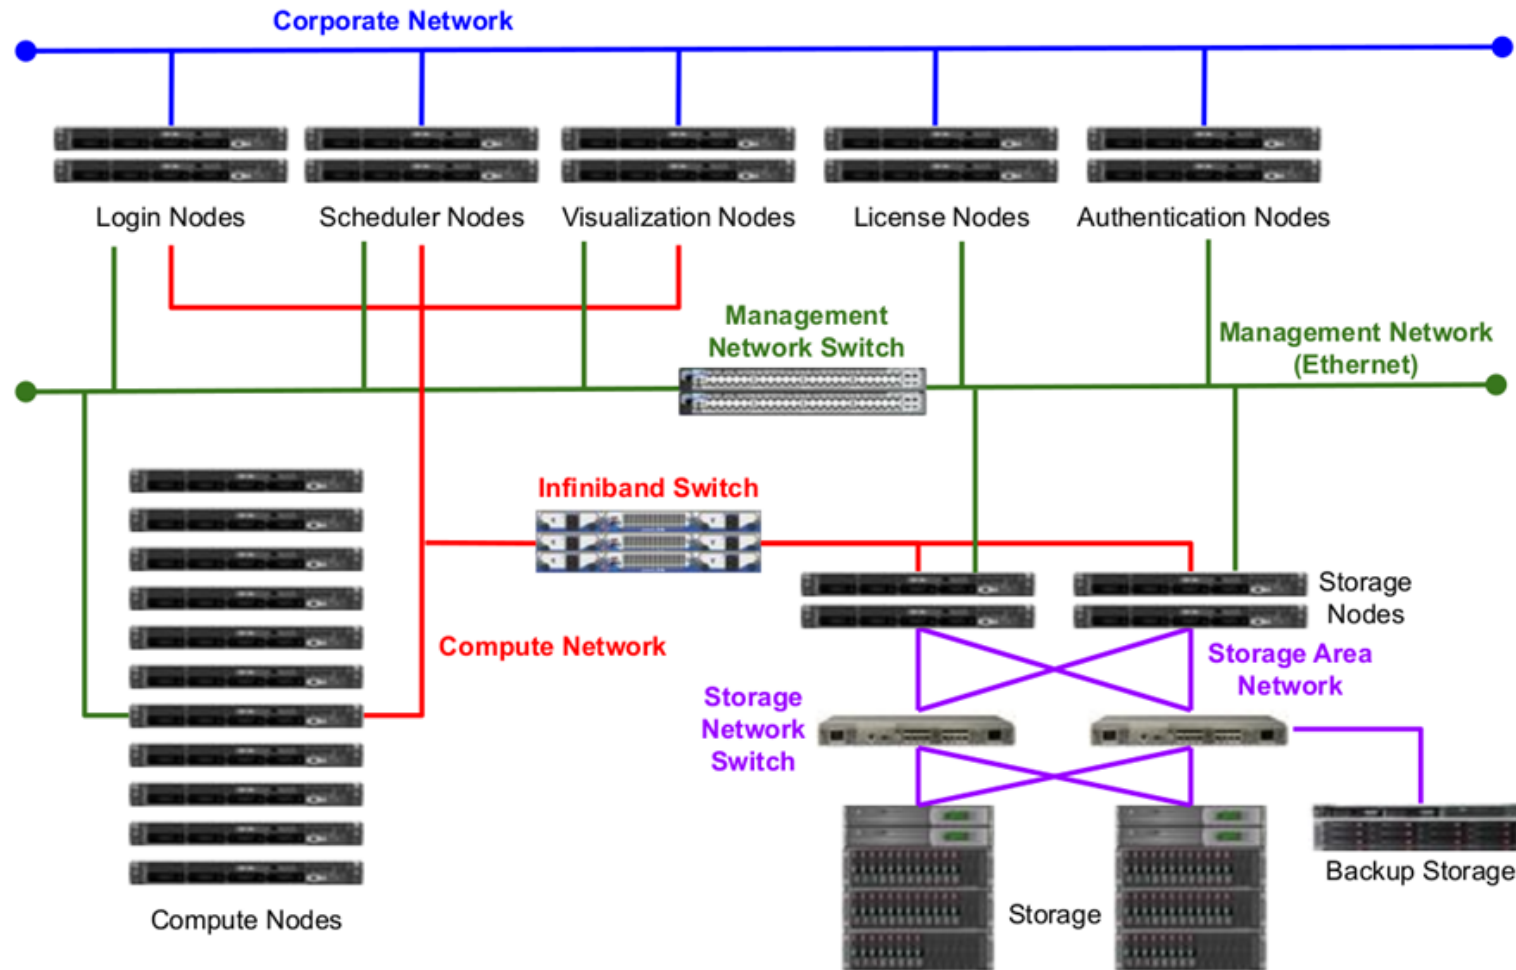 Corporate Network
Login Nodes
Scheduler Nodes
Visualization Nodes
License Nodes
Authentication Nodes
Management
Network Switch
Management Network
(Ethernet)
Infiniband Switch
Storage
Nodes
Compute Network
Storage Area
Network
Storage
Network
Switch
Backup Storage
Storage
Compute Nodes